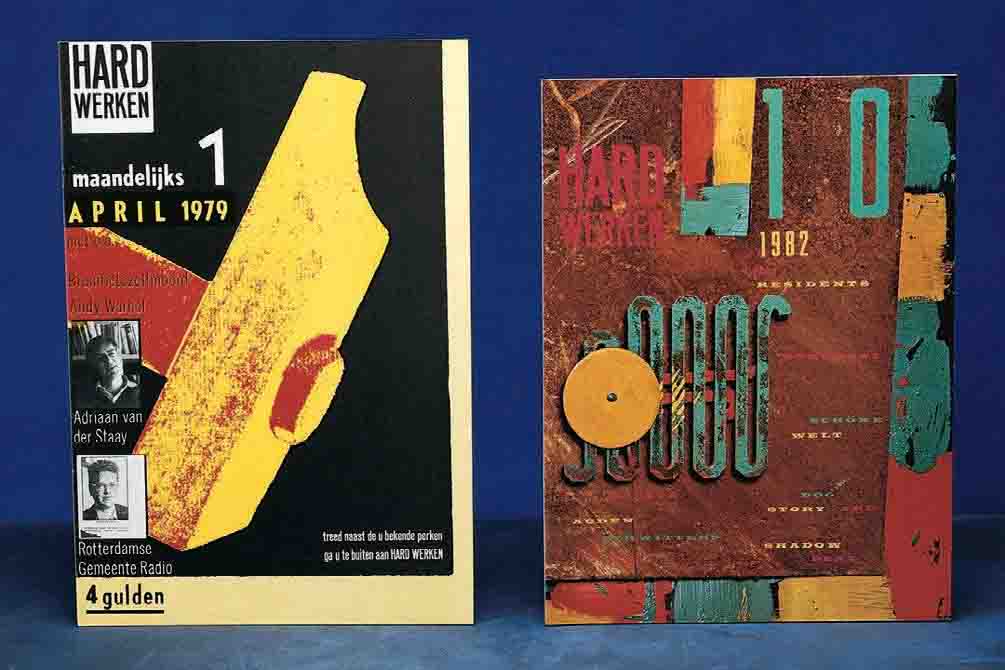 HARD
WERKEN
maandelijks 1
APRIL 1979
Andy Warhol
Adriaan van
der Staay
Rotterdamse
Gemeente Radio
4 gulden
treed naast de u bekende perken
ga u te buiten aan HARD WERKEN
10
HARD
WERKEN
1982
RESIDENTS
SCHÖNE
WELT
DOG
STORY
AGNES
SHADOW